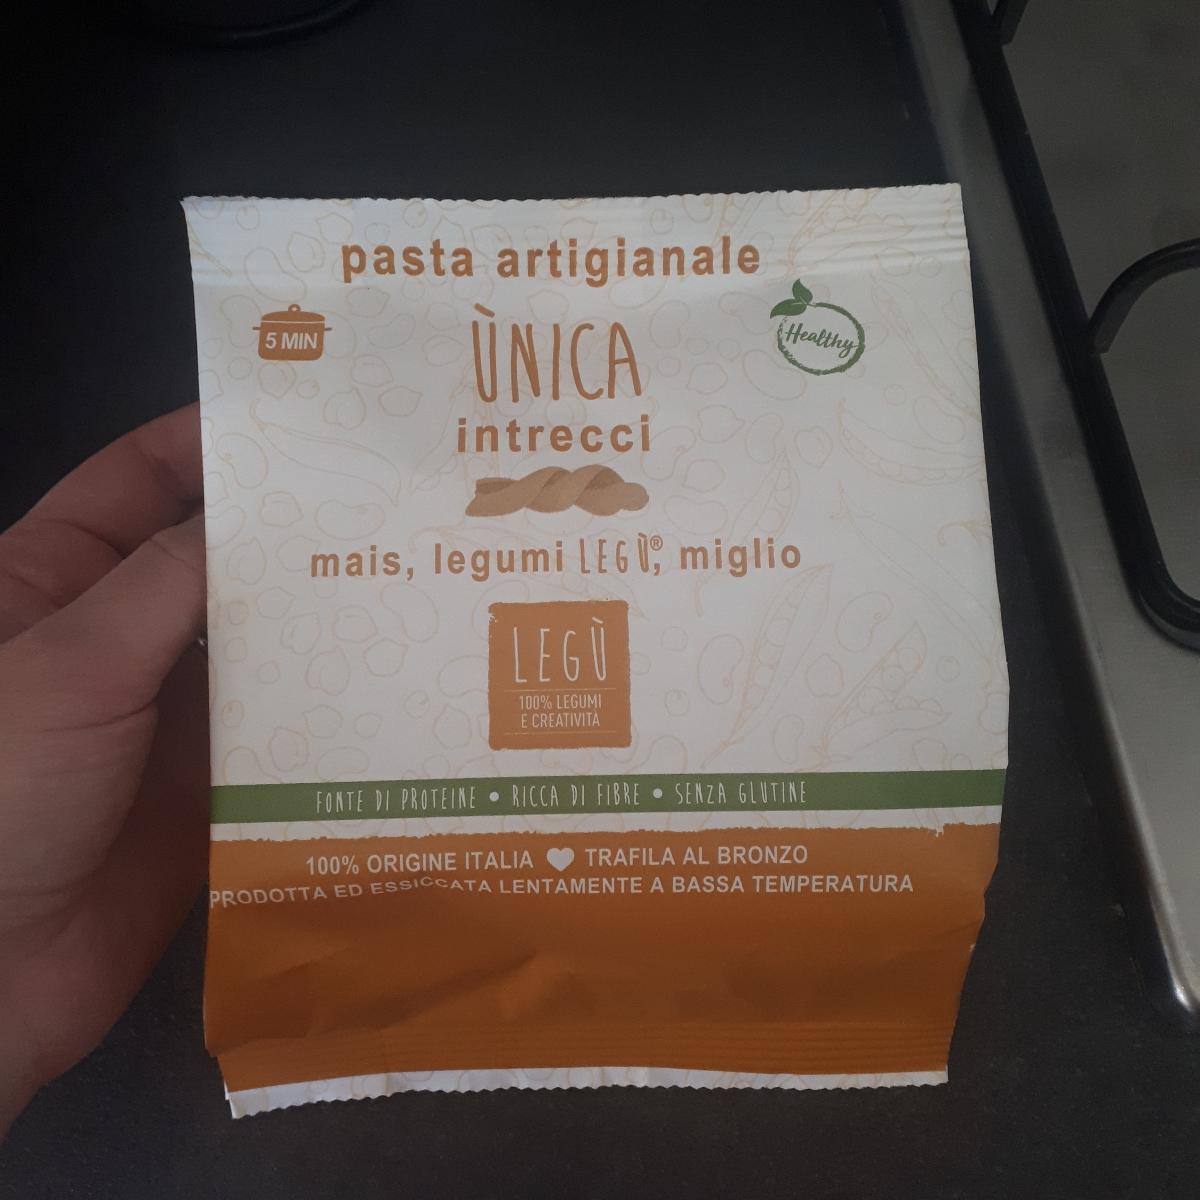 pasta artigianale
5 MIN
Healthy
ÙNICA
intrecci
mais, legumi LEGÙ®, miglio
LEGÙ
100% LEGUMI
E CREATIVITÀ
FONTE DI PROTEINE • RICCA DI FIBRE • SENZA GLUTINE
100% ORIGINE ITALIA ♥ TRAFILA AL BRONZO
PRODOTTA ED ESSICCATA LENTAMENTE A BASSA TEMPERATURA